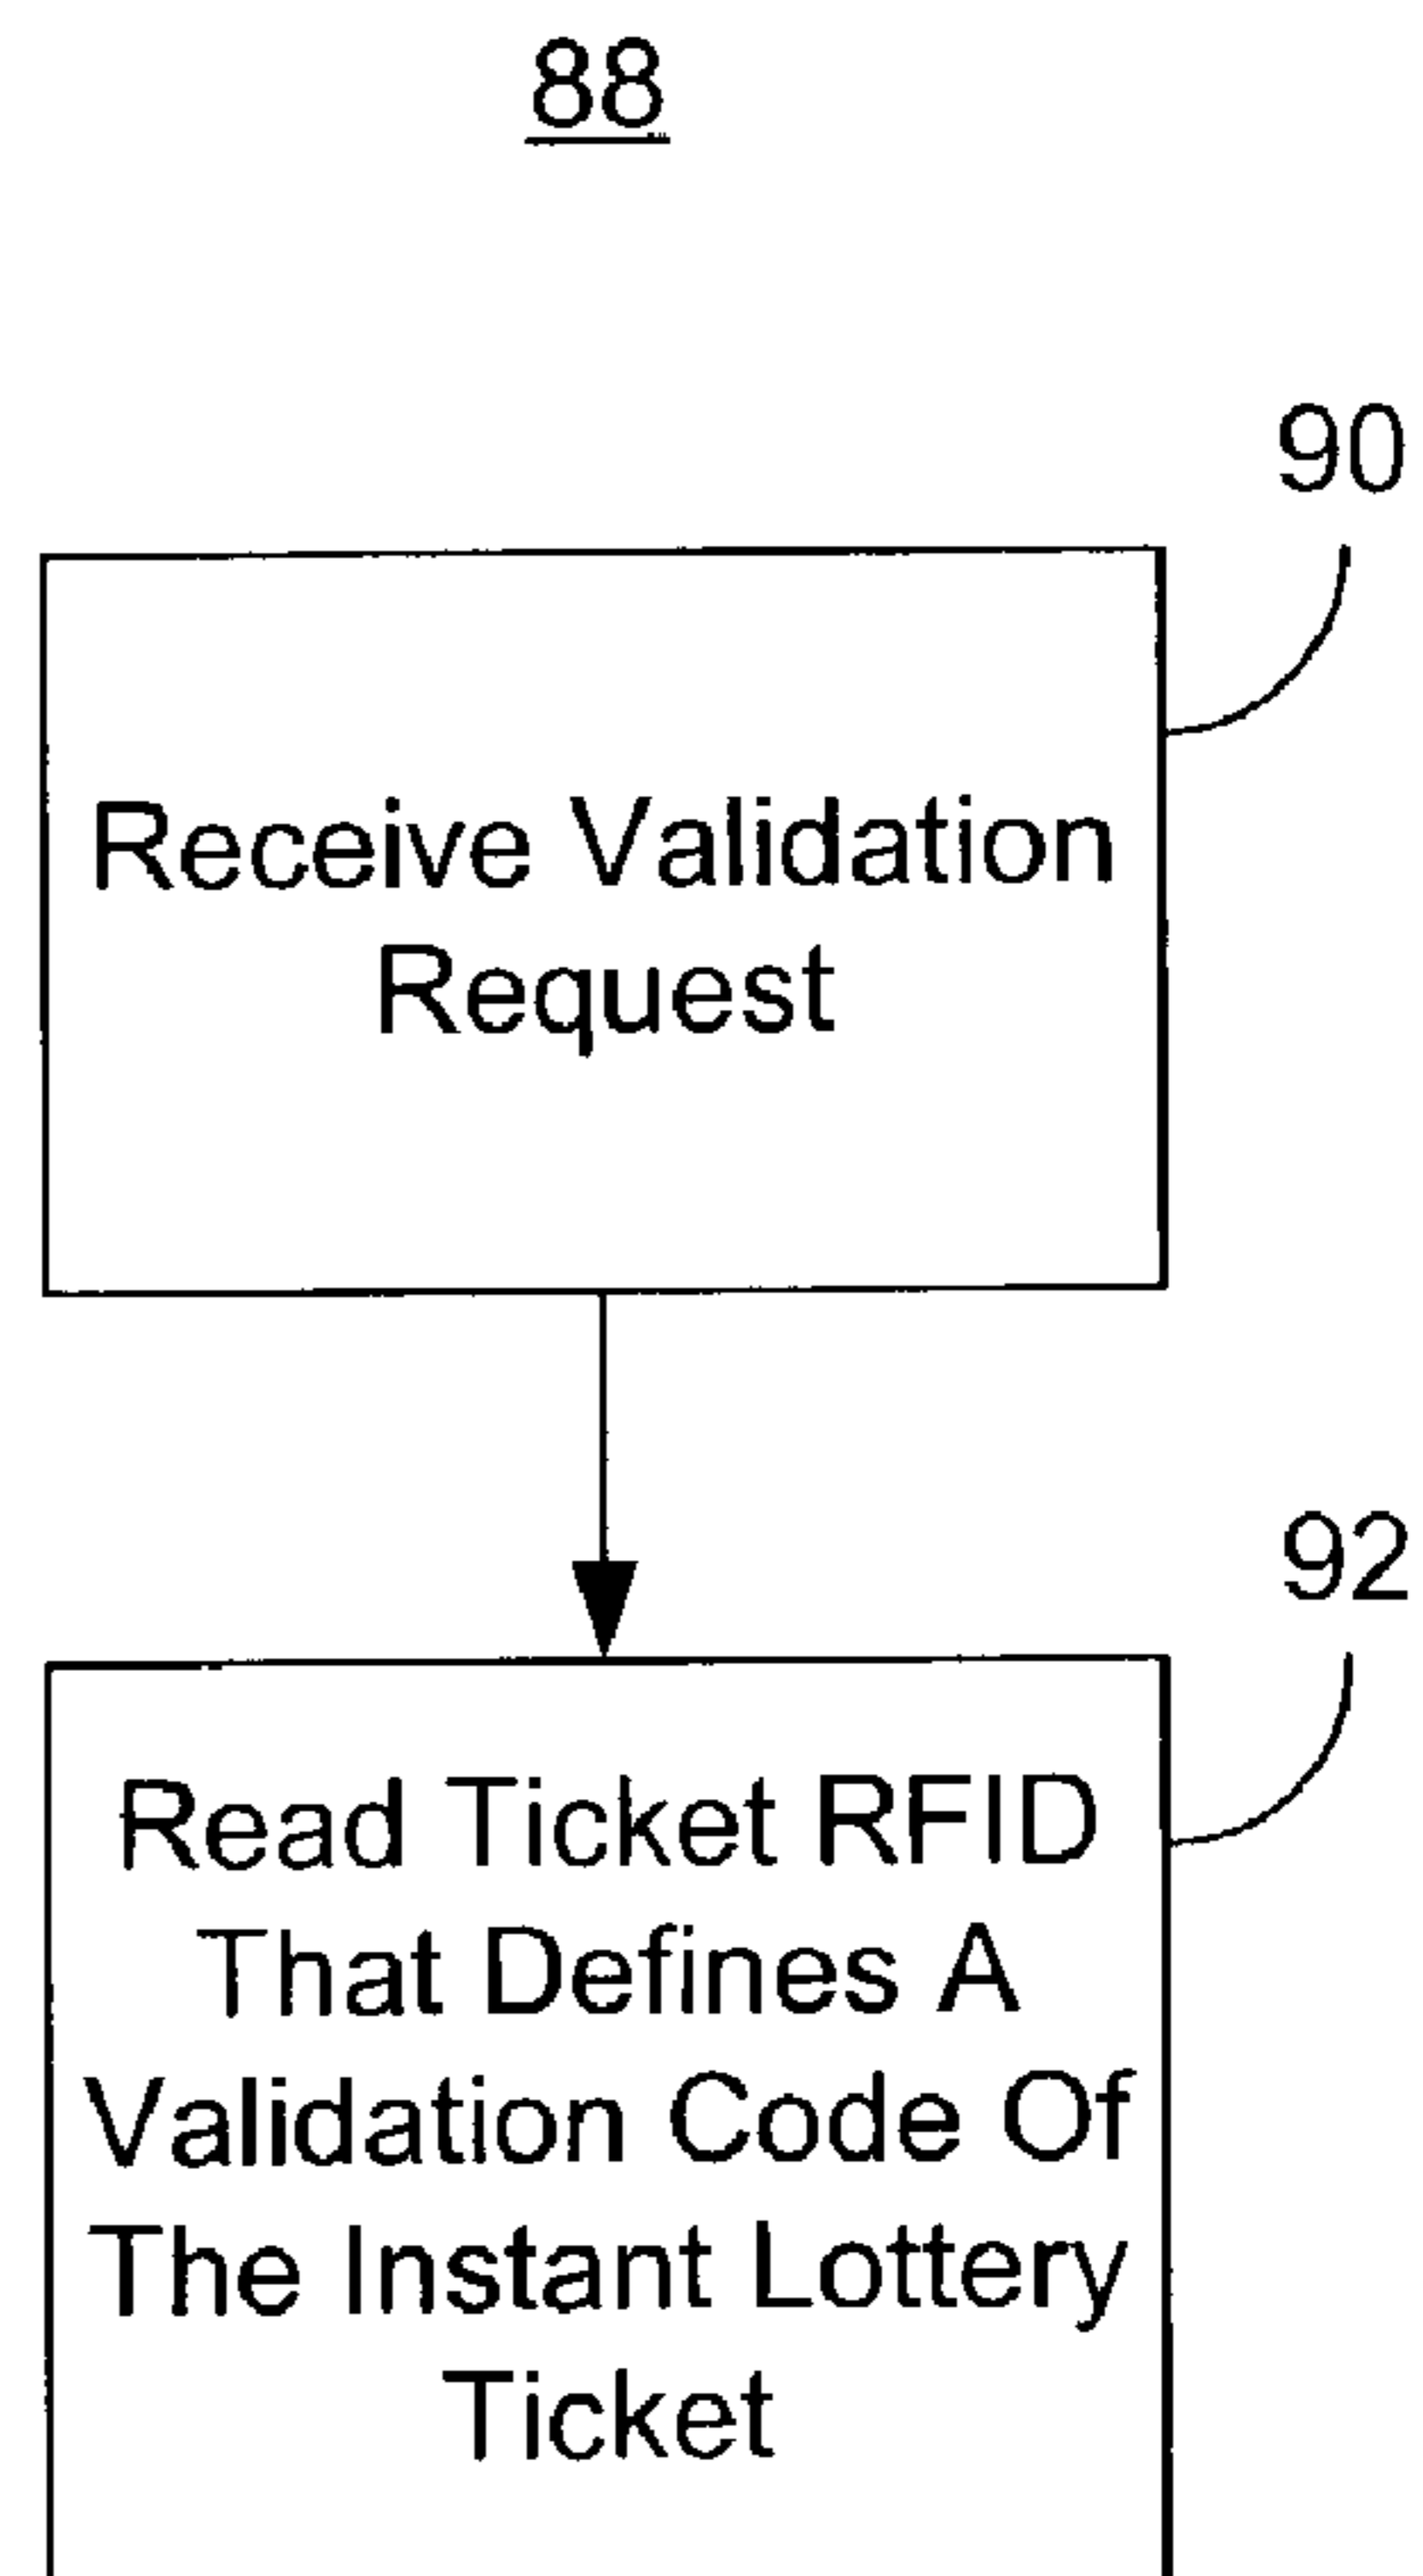 88
90
Receive Validation
Request
92
Read Ticket RFID
That Defines A
Validation Code Of
The Instant Lottery
Ticket